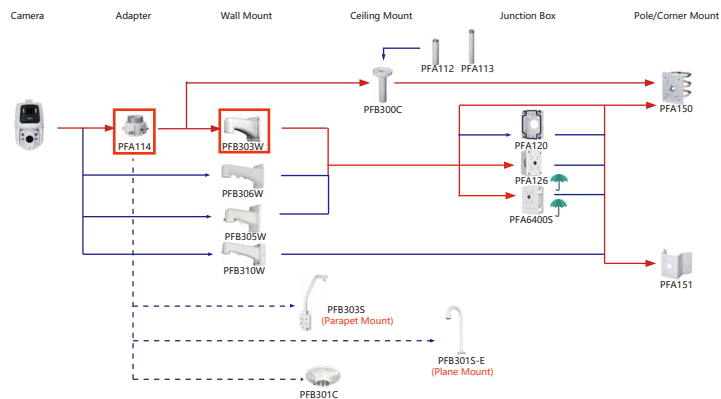 Camera
Adapter
Wall Mount
Ceiling Mount
Junction Box
Pole/Corner Mount
PFA112
PFA113
PFB300C
PFA150
PFA114
PFB303W
PFA120
PFB306W
PFA126
PFB305W
PFA6400S
PFB310W
PFA151
PFB303S
(Parapet Mount)
PFB301S-E
(Plane Mount)
PFB301C